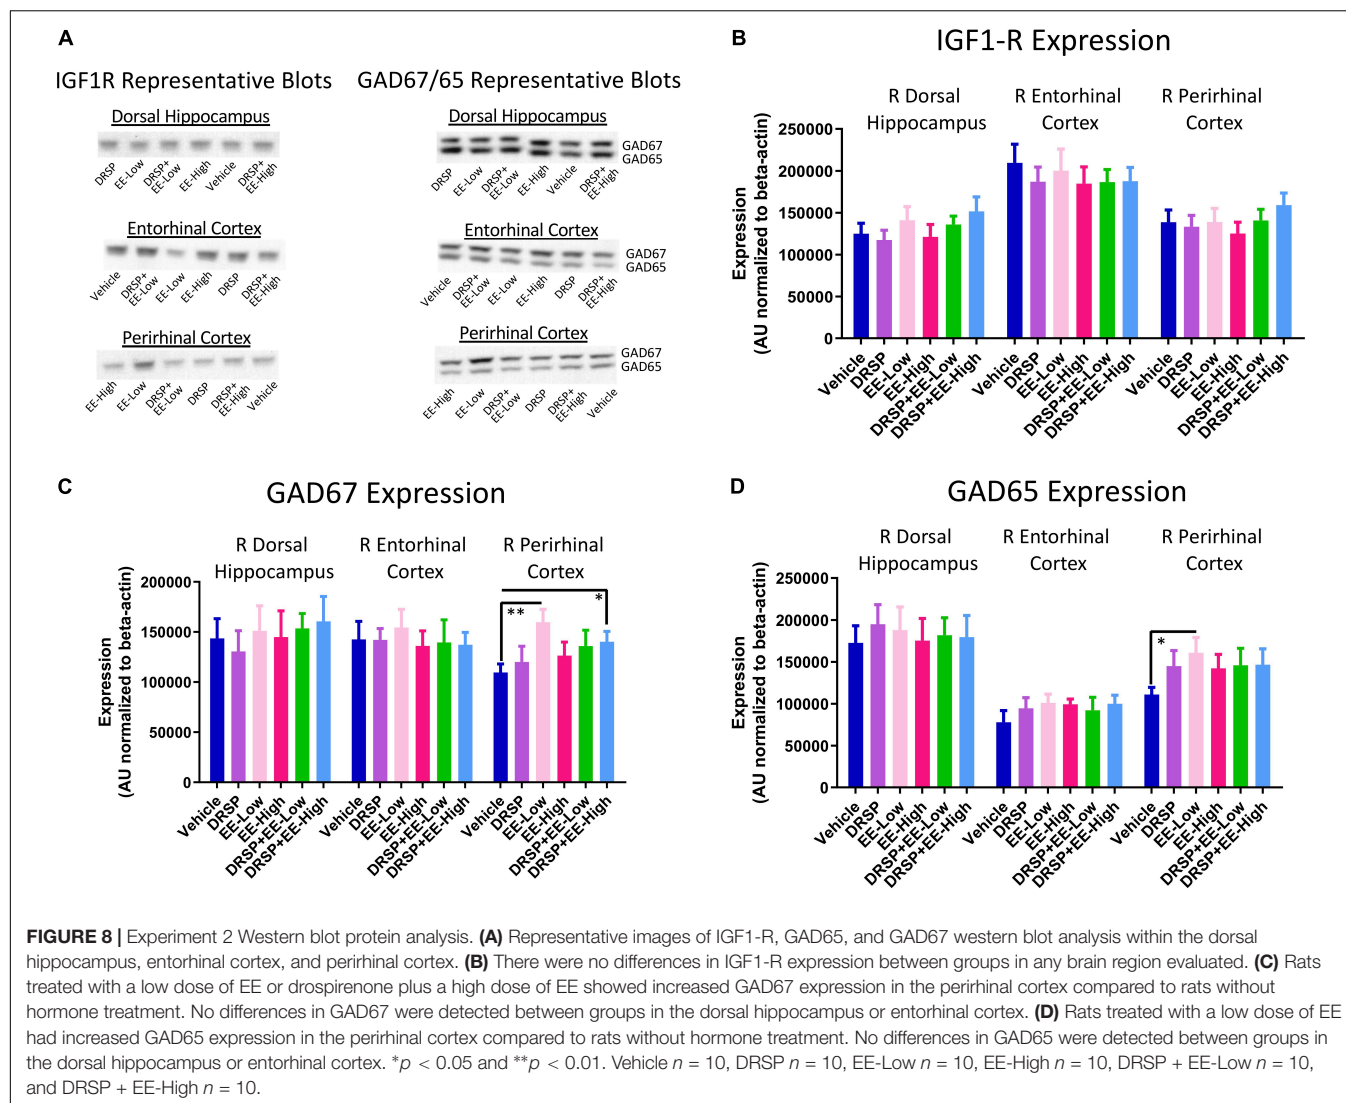 A
IGF1R Representative Blots
GAD67/65 Representative Blots
Dorsal Hippocampus
DRSP
EE-Low
DRSP+
EE-Low
EE-High
Vehicle
DRSP+
EE-High
Dorsal Hippocampus
GAD67
GAD65
DRSP
EE-Low
DRSP+
EE-Low
EE-High
Vehicle
DRSP+
EE-High
Entorhinal Cortex
Vehicle
DRSP+
EE-Low
EE-Low
EE-High
DRSP
DRSP+
EE-High
Entorhinal Cortex
GAD67
GAD65
Vehicle
DRSP+
EE-Low
EE-Low
EE-High
DRSP
DRSP+
EE-High
Perirhinal Cortex
EE-High
EE-Low
DRSP+
EE-Low
DRSP
DRSP+
EE-High
Vehicle
Perirhinal Cortex
GAD67
GAD65
EE-High
EE-Low
DRSP+
EE-Low
DRSP
DRSP+
EE-High
Vehicle
B
IGF1-R Expression
R Dorsal
Hippocampus
R Entorhinal
Cortex
R Perirhinal
Cortex
Expression
(AU normalized to beta-actin)
250000
200000
150000
100000
50000
0
Vehicle
DRSP
EE-Low
EE-High
DRSP+EE-Low
DRSP+EE-High
Vehicle
DRSP
EE-Low
EE-High
DRSP+EE-Low
DRSP+EE-High
Vehicle
DRSP
EE-Low
EE-High
DRSP+EE-Low
DRSP+EE-High
C
GAD67 Expression
R Dorsal
Hippocampus
R Entorhinal
Cortex
R Perirhinal
Cortex
Expression
(AU normalized to beta-actin)
200000
150000
100000
50000
0
**
*
Vehicle
DRSP
EE-Low
EE-High
DRSP+EE-Low
DRSP+EE-High
Vehicle
DRSP
EE-Low
EE-High
DRSP+EE-Low
DRSP+EE-High
Vehicle
DRSP
EE-Low
EE-High
DRSP+EE-Low
DRSP+EE-High
D
GAD65 Expression
R Dorsal
Hippocampus
R Entorhinal
Cortex
R Perirhinal
Cortex
Expression
(AU normalized to beta-actin)
250000
200000
150000
100000
50000
0
*
Vehicle
DRSP
EE-Low
EE-High
DRSP+EE-Low
DRSP+EE-High
Vehicle
DRSP
EE-Low
EE-High
DRSP+EE-Low
DRSP+EE-High
Vehicle
DRSP
EE-Low
EE-High
DRSP+EE-Low
DRSP+EE-High
FIGURE 8 | Experiment 2 Western blot protein analysis. (A) Representative images of IGF1-R, GAD65, and GAD67 western blot analysis within the dorsal
hippocampus, entorhinal cortex, and perirhinal cortex. (B) There were no differences in IGF1-R expression between groups in any brain region evaluated. (C) Rats
treated with a low dose of EE or drospirenone plus a high dose of EE showed increased GAD67 expression in the perirhinal cortex compared to rats without
hormone treatment. No differences in GAD67 were detected between groups in the dorsal hippocampus or entorhinal cortex. (D) Rats treated with a low dose of EE
had increased GAD65 expression in the perirhinal cortex compared to rats without hormone treatment. No differences in GAD65 were detected between groups in
the dorsal hippocampus or entorhinal cortex. *p < 0.05 and **p < 0.01. Vehicle n = 10, DRSP n = 10, EE-Low n = 10, EE-High n = 10, DRSP + EE-Low n = 10,
and DRSP + EE-High n = 10.